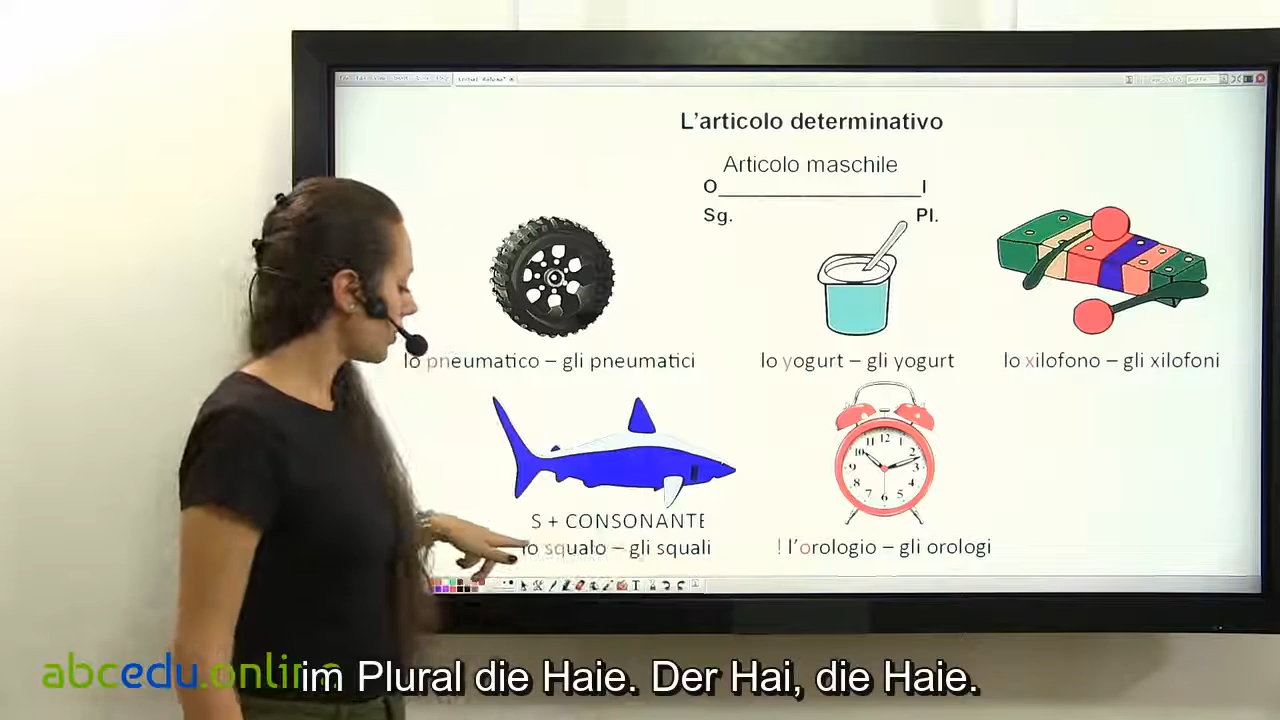 L'articolo determinativo
Articolo maschile
O____________________I
Sg. Pl.
lo pneumatico – gli pneumatici
lo yogurt – gli yogurt
lo xilofono – gli xilofoni
S + CONSONANTE
lo squalo – gli squali
! l'orologio – gli orologi
abcedu.online
im Plural die Haie. Der Hai, die Haie.